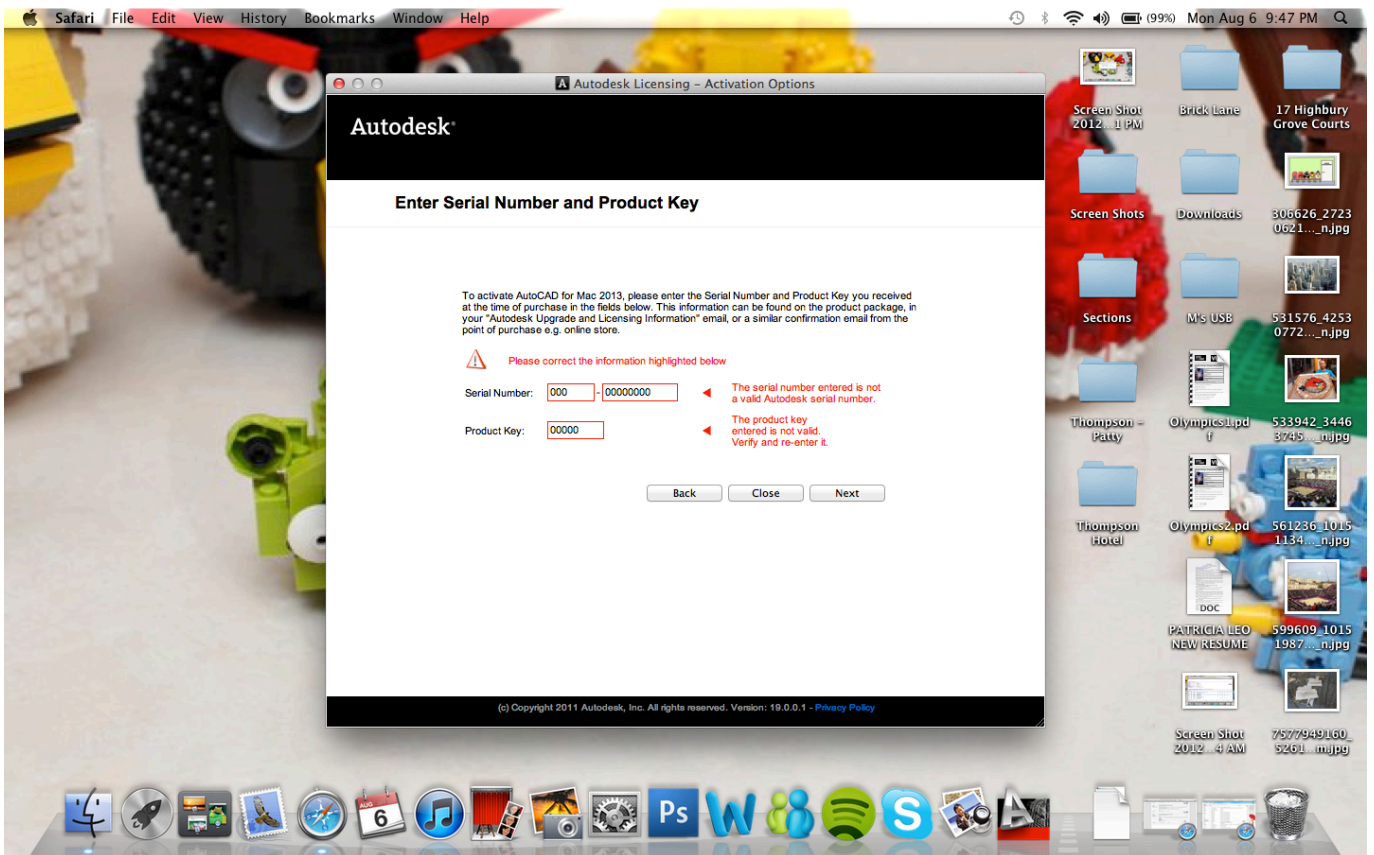 Safari File Edit View History Bookmarks Window Help (99%) Mon Aug 6 9:47 PM
Autodesk Licensing – Activation Options
Autodesk
Enter Serial Number and Product Key
To activate AutoCAD for Mac 2013, please enter the Serial Number and Product Key you received
at the time of purchase in the fields below. This information can be found on the product package, in
your "Autodesk Upgrade and Licensing Information" email, or a similar confirmation email from the
point of purchase e.g. online store.
Please correct the information highlighted below
Serial Number: 000 - 00000000
The serial number entered is not
a valid Autodesk serial number.
Product Key: 00000
The product key
entered is not valid.
Verify and re-enter it.
Back Close Next
(c) Copyright 2011 Autodesk, Inc. All rights reserved. Version: 19.0.0.1 - Privacy Policy
Screen Shot
2012...1 PM
Brick Lane
17 Highbury
Grove Courts
Screen Shots
Downloads
306626_2723
0621..._n.jpg
Sections
M's USB
531576_4253
0772..._n.jpg
Thompson –
Patty
Olympics1.pd
f
533942_3446
3745..._n.jpg
Thompson
Hotel
Olympics2.pd
f
561236_1015
1134..._n.jpg
DOC
PATRICIA LEO
NEW RESUME
599609_1015
1987..._n.jpg
Screen Shot
2012...4 AM
7577949160_
5261...m.jpg
AUG
6
Ps